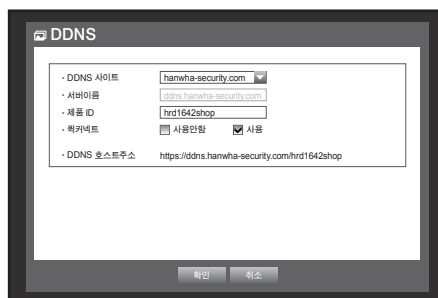 DDNS
· DDNS 사이트 hanwha-security.com
· 서버이름 ddns.hanwha-security.com
· 제품 ID hrd1642shop
· 퀵커넥트 사용안함 사용
· DDNS 호스트주소 https://ddns.hanwha-security.com/hrd1642shop
확인 취소